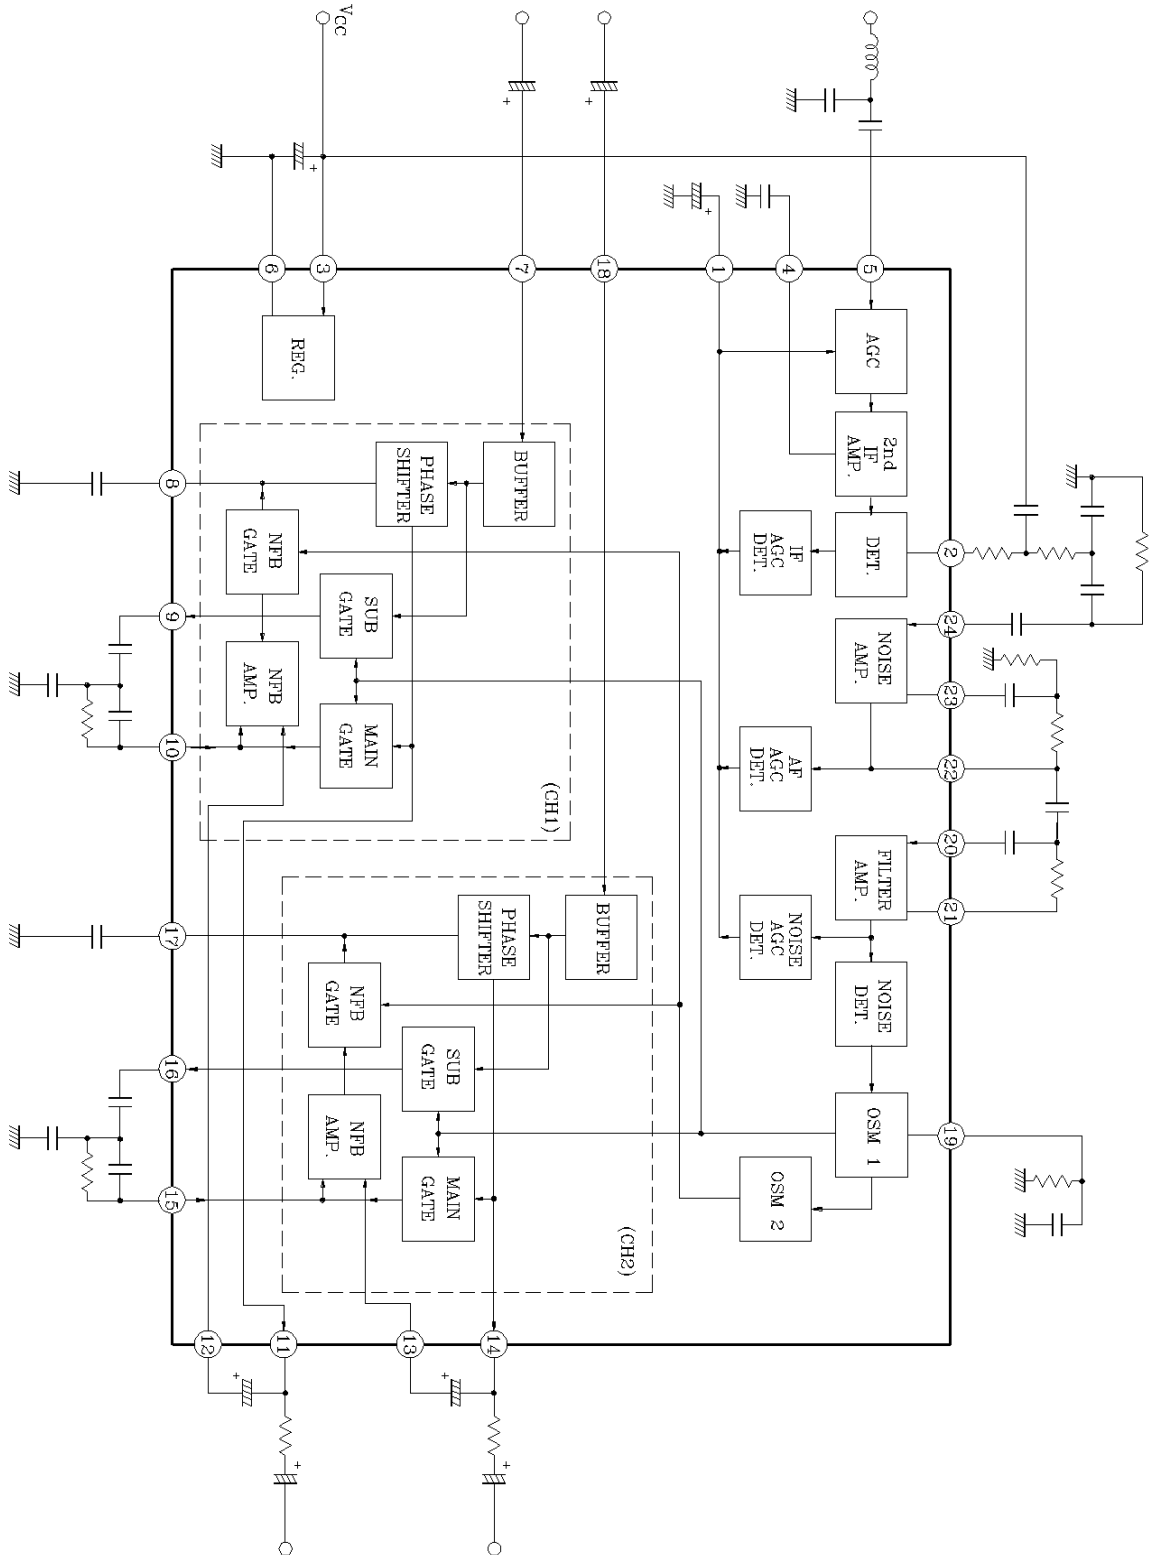 VCC
+
+
+
+
5
4
1
18
7
3
6
AGC
REG.
2nd
IF
AMP.
BUFFER
PHASE
SHIFTER
8
DET.
IF
AGC
DET.
2
NFB
GATE
SUB
GATE
9
24
NOISE
AMP.
NFB
AMP.
23
MAIN
GATE
10
AF
AGC
DET.
22
(CH1)
20
FILTER
AMP.
21
NOISE
AGC
DET.
BUFFER
PHASE
SHIFTER
17
NOISE
DET.
NFB
GATE
SUB
GATE
16
19
OSM 1
NFB
AMP.
MAIN
GATE
15
OSM 2
(CH2)
14
13
11
12
+
+
+
+